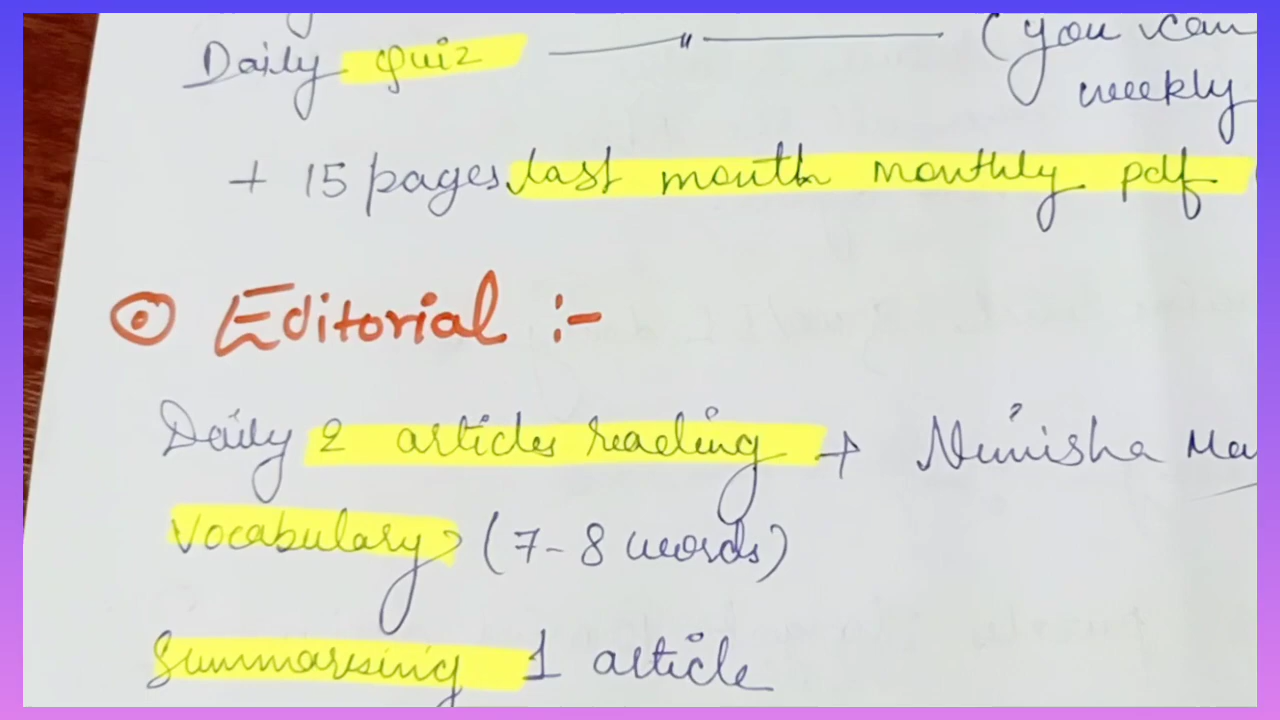 Daily quiz —— " —— (you can
weekly
+ 15 pages last month monthly pdf
⊙ Editorial :-
Daily 2 articles reading → Nimisha Ma
Vocabulary (7-8 words)
Summarising 1 article